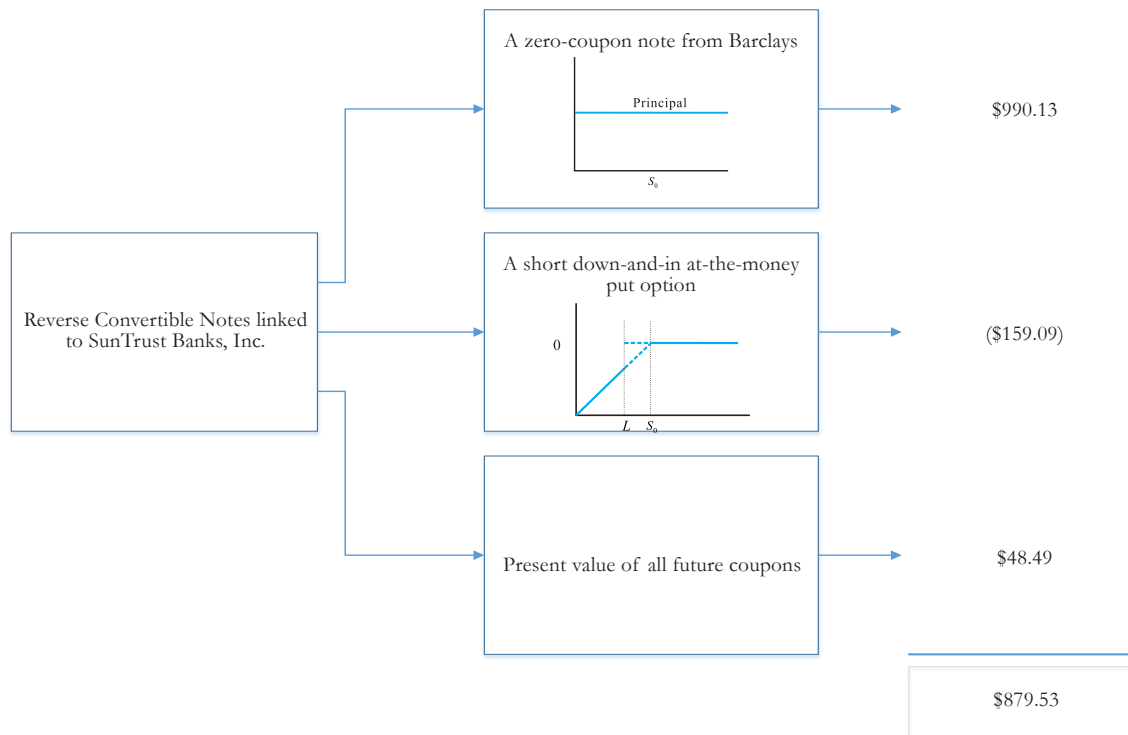 A zero-coupon note from Barclays
Principal
S₀
$990.13
Reverse Convertible Notes linked
to SunTrust Banks, Inc.
A short down-and-in at-the-money
put option
0
L S₀
($159.09)
Present value of all future coupons
$48.49
$879.53